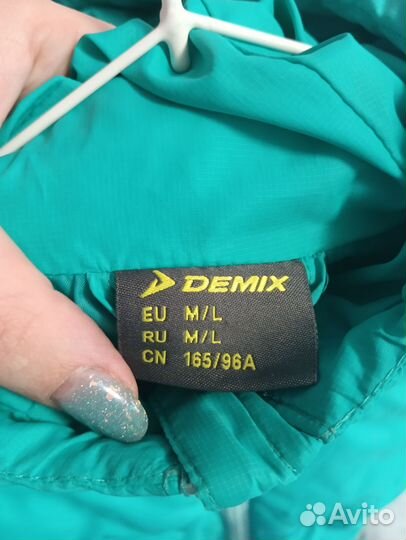 DEMIX
EU M/L
RU M/L
CN 165/96A
Avito